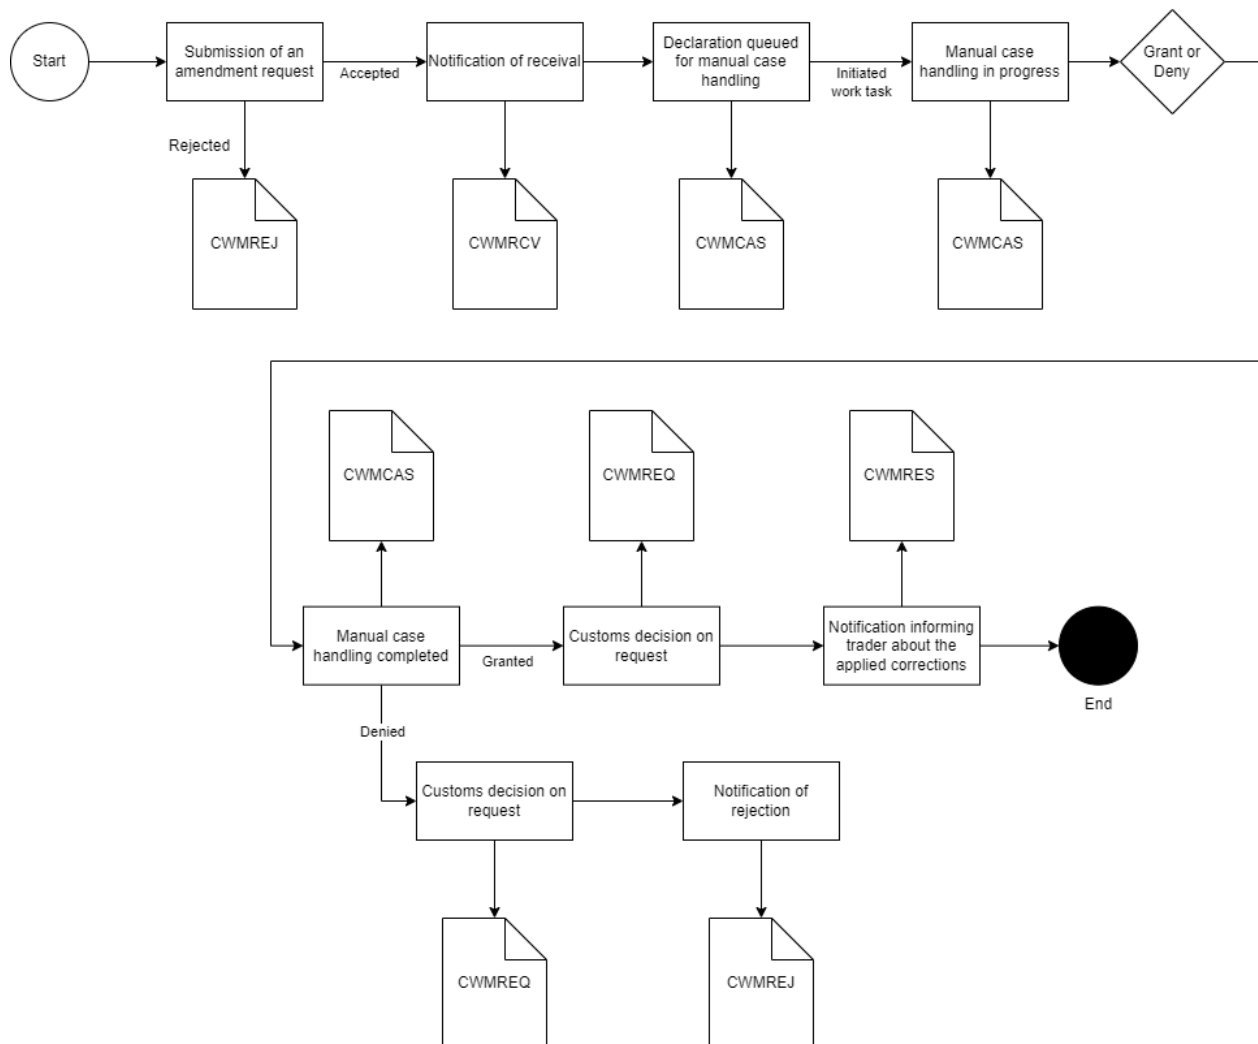 Start
Submission of an
amendment request
Accepted
Notification of receival
Declaration queued
for manual case
handling
Initiated
work task
Manual case
handling in progress
Grant or
Deny
Rejected
CWMREJ
CWMRCV
CWMCAS
CWMCAS
CWMCAS
CWMREQ
CWMRES
Manual case
handling completed
Granted
Customs decision on
request
Notification informing
trader about the
applied corrections
End
Denied
Customs decision on
request
Notification of
rejection
CWMREQ
CWMREJ